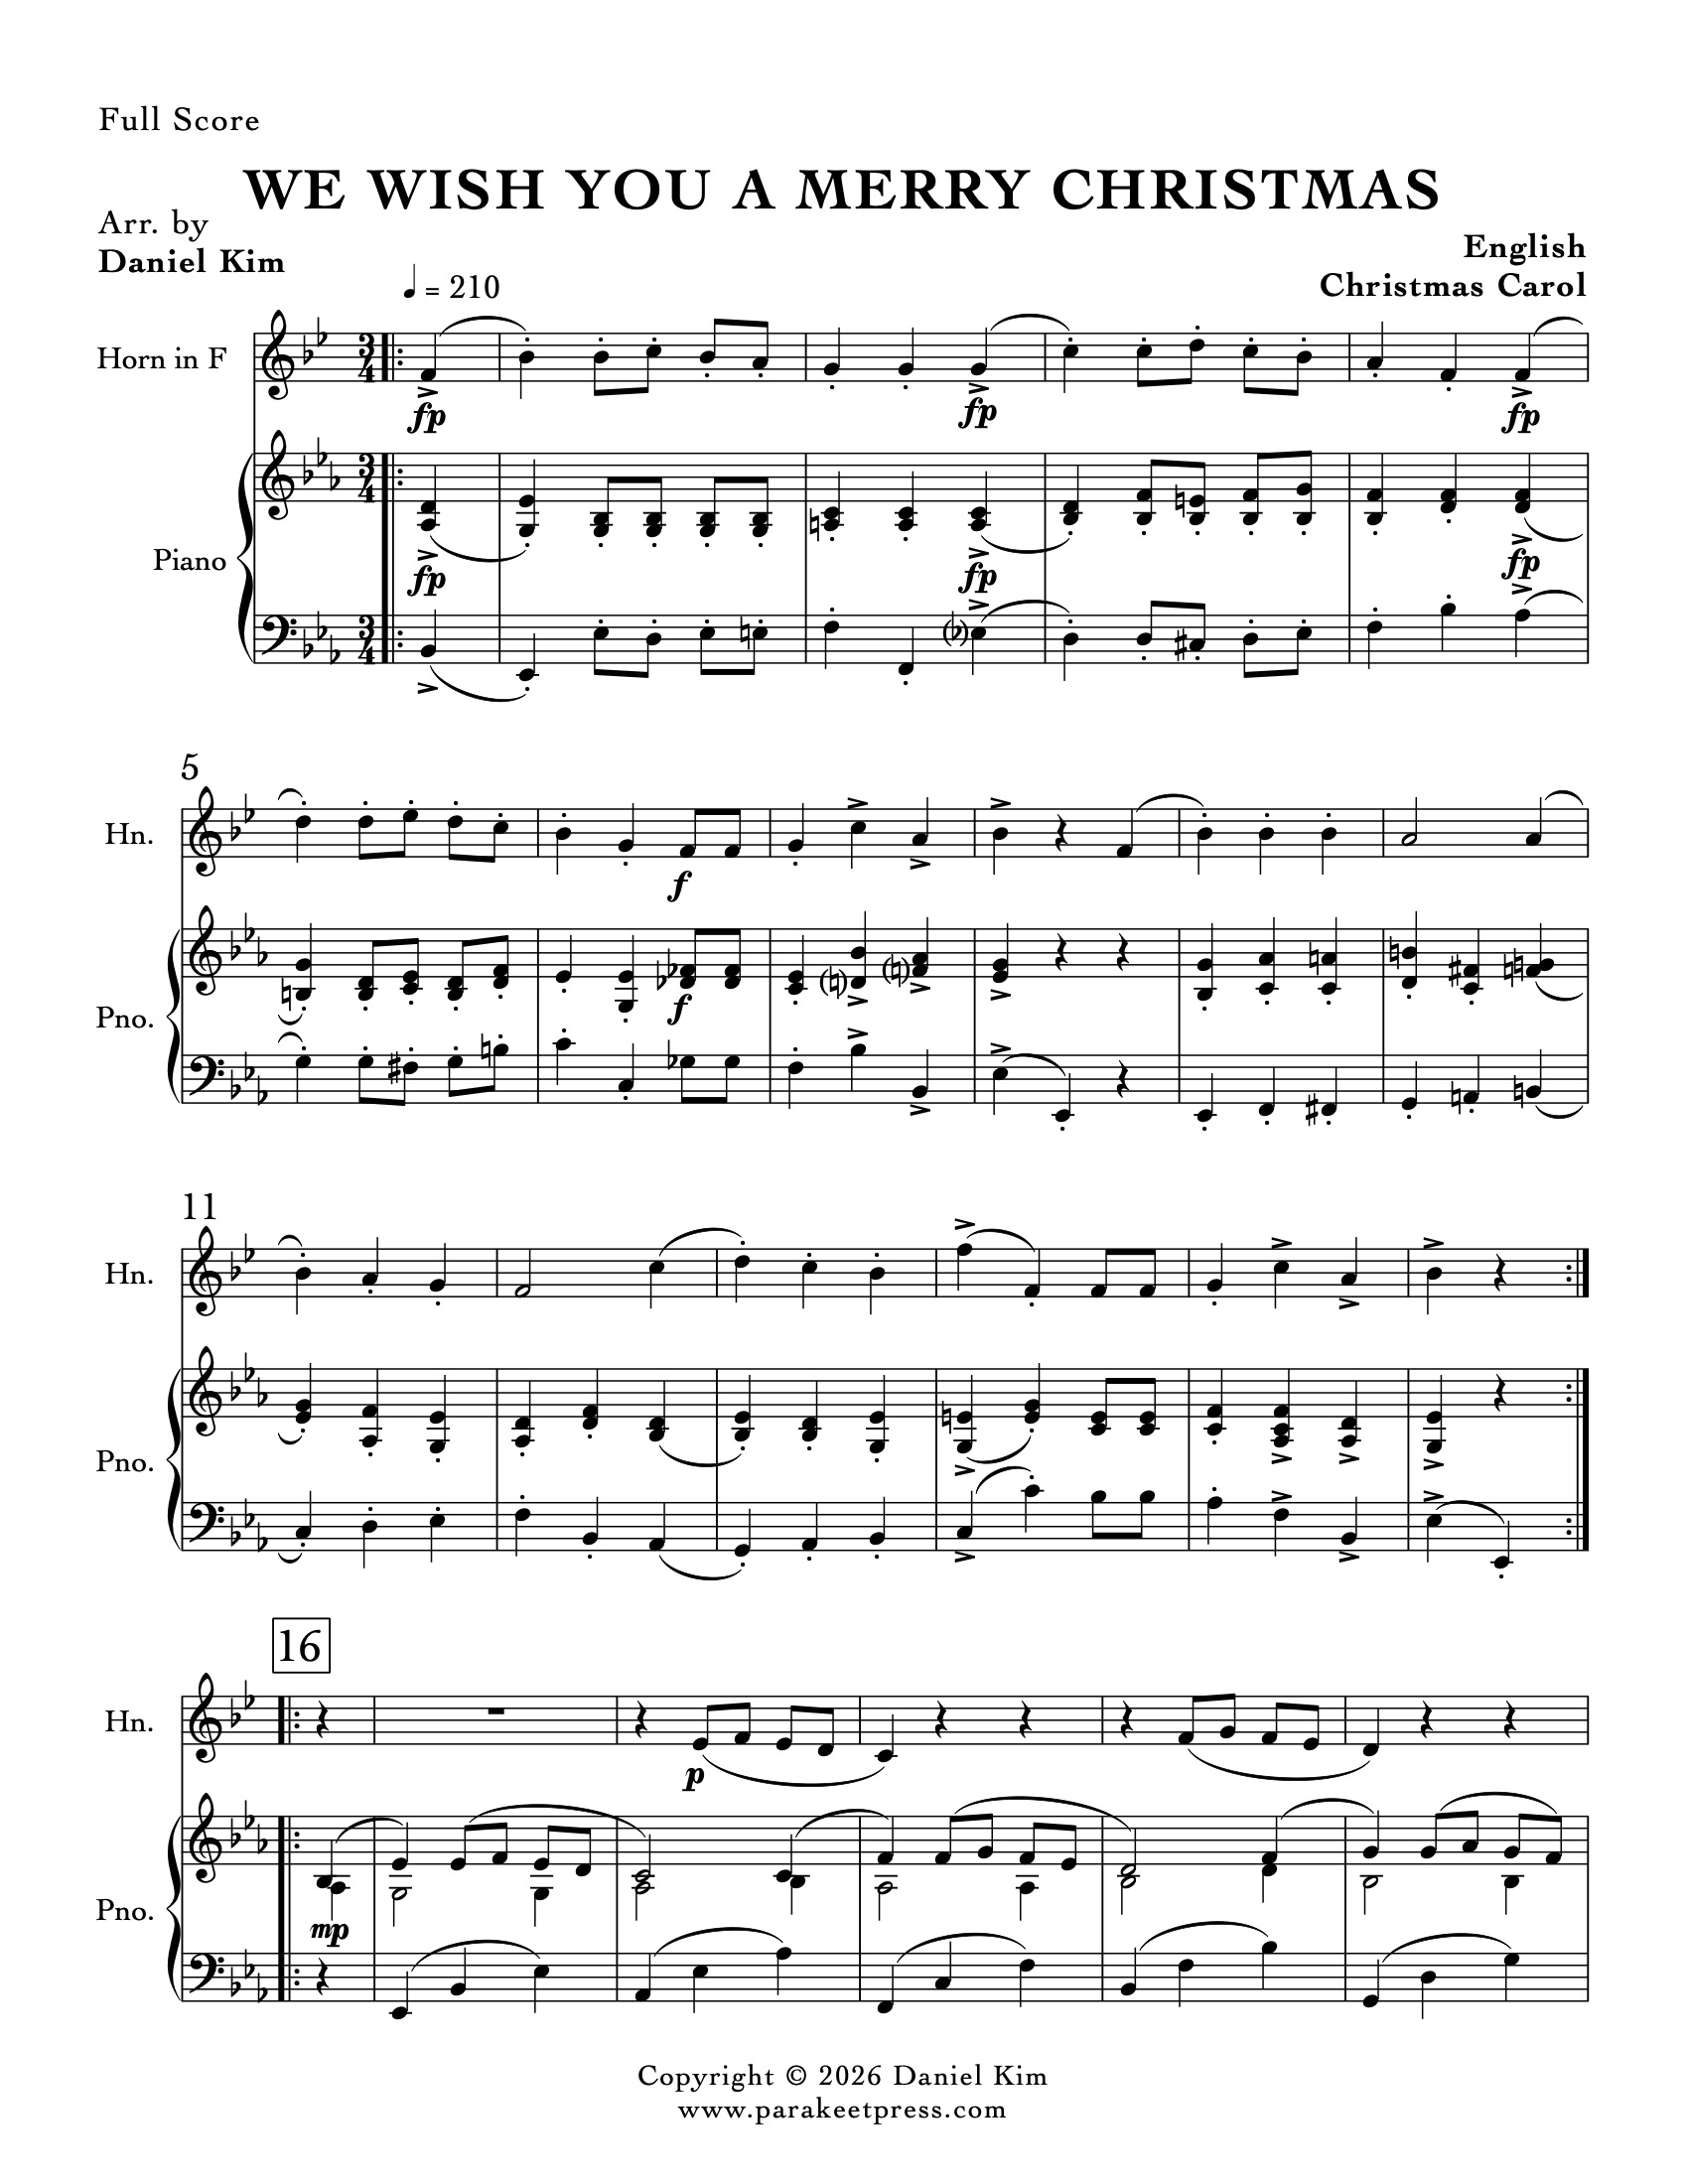 Full Score
WE WISH YOU A MERRY CHRISTMAS
Arr. by
Daniel Kim
English
Christmas Carol
♩ = 210
Horn in F
fp fp fp
Piano
fp fp fp
5
Hn.
f
Pno.
f
11
Hn.
Pno.
16
Hn.
p
Pno.
mp
Copyright © 2026 Daniel Kim
www.parakeetpress.com